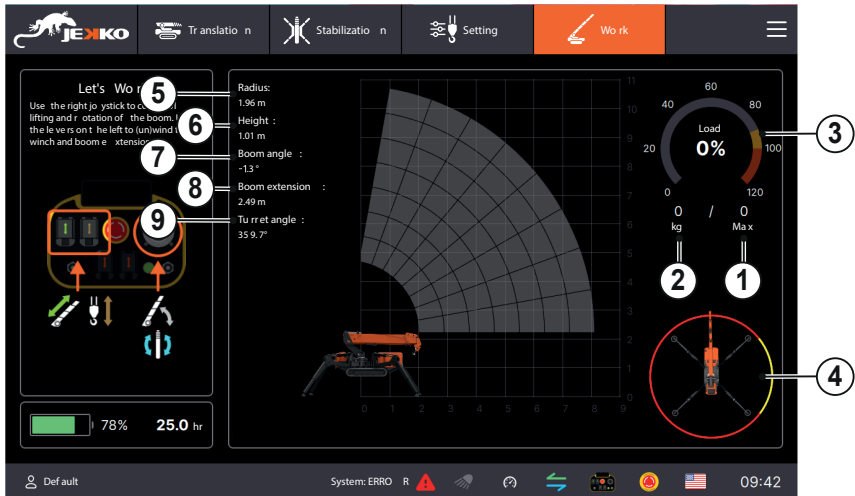 JEKKO
Tr anslatio n
Stabilizatio n
Setting
Wo rk
Let's Wo r
Use the right jo ystick to co
lifting and r otation of the boom.
the le ve rs on t he left to (un)wind t
winch and boom e xtension
5
6
7
8
9
Radius:
1.96 m
Height :
1.01 m
Boom angle :
-1.3 °
Boom extension :
2.49 m
Tu rr et angle :
35 9. 7°
11
10
9
8
7
6
5
4
3
2
1
0
0 1 2 3 4 5 6 7 8 9
0
20
40
60
80
100
120
Load
0%
3
0 / 0
kg Ma x
2
1
4
78%
25.0 hr
Def ault
System: ERRO R
09:42